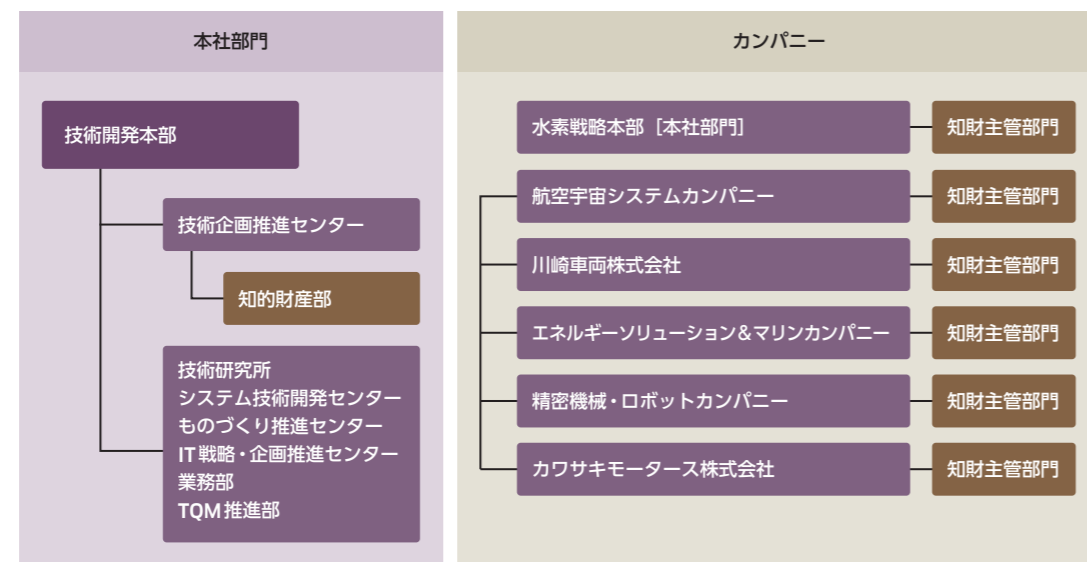 本社部門
技術開発本部
技術企画推進センター
知的財産部
技術研究所
システム技術開発センター
ものづくり推進センター
IT戦略・企画推進センター
業務部
TQM推進部
カンパニー
水素戦略本部［本社部門］
知財主管部門
航空宇宙システムカンパニー
知財主管部門
川崎車両株式会社
知財主管部門
エネルギーソリューション&マリンカンパニー
知財主管部門
精密機械・ロボットカンパニー
知財主管部門
カワサキモータース株式会社
知財主管部門